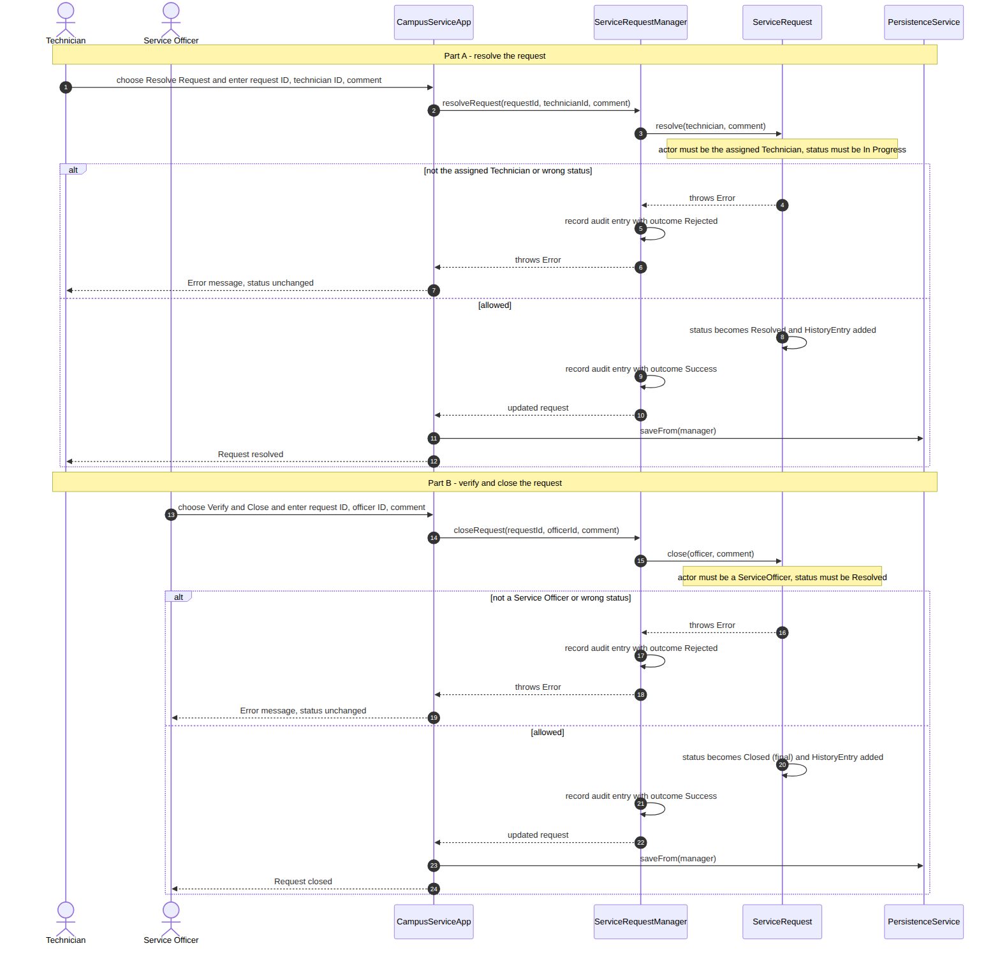 CampusServiceApp
ServiceRequestManager
ServiceRequest
PersistenceService
Technician
Service Officer
Part A - resolve the request
choose Resolve Request and enter request ID, technician ID, comment
1
resolveRequest(requestId, technicianId, comment)
2
resolve(technician, comment)
3
actor must be the assigned Technician, status must be In Progress
alt
[not the assigned Technician or wrong status]
throws Error
4
record audit entry with outcome Rejected
5
throws Error
6
Error message, status unchanged
7
[allowed]
status becomes Resolved and HistoryEntry added
8
record audit entry with outcome Success
9
updated request
10
saveFrom(manager)
11
Request resolved
12
Part B - verify and close the request
choose Verify and Close and enter request ID, officer ID, comment
13
closeRequest(requestId, officerId, comment)
14
close(officer, comment)
15
actor must be a ServiceOfficer, status must be Resolved
alt
[not a Service Officer or wrong status]
throws Error
16
record audit entry with outcome Rejected
17
throws Error
18
Error message, status unchanged
19
[allowed]
status becomes Closed (final) and HistoryEntry added
20
record audit entry with outcome Success
21
updated request
22
saveFrom(manager)
23
Request closed
24
CampusServiceApp
ServiceRequestManager
ServiceRequest
PersistenceService
Technician
Service Officer